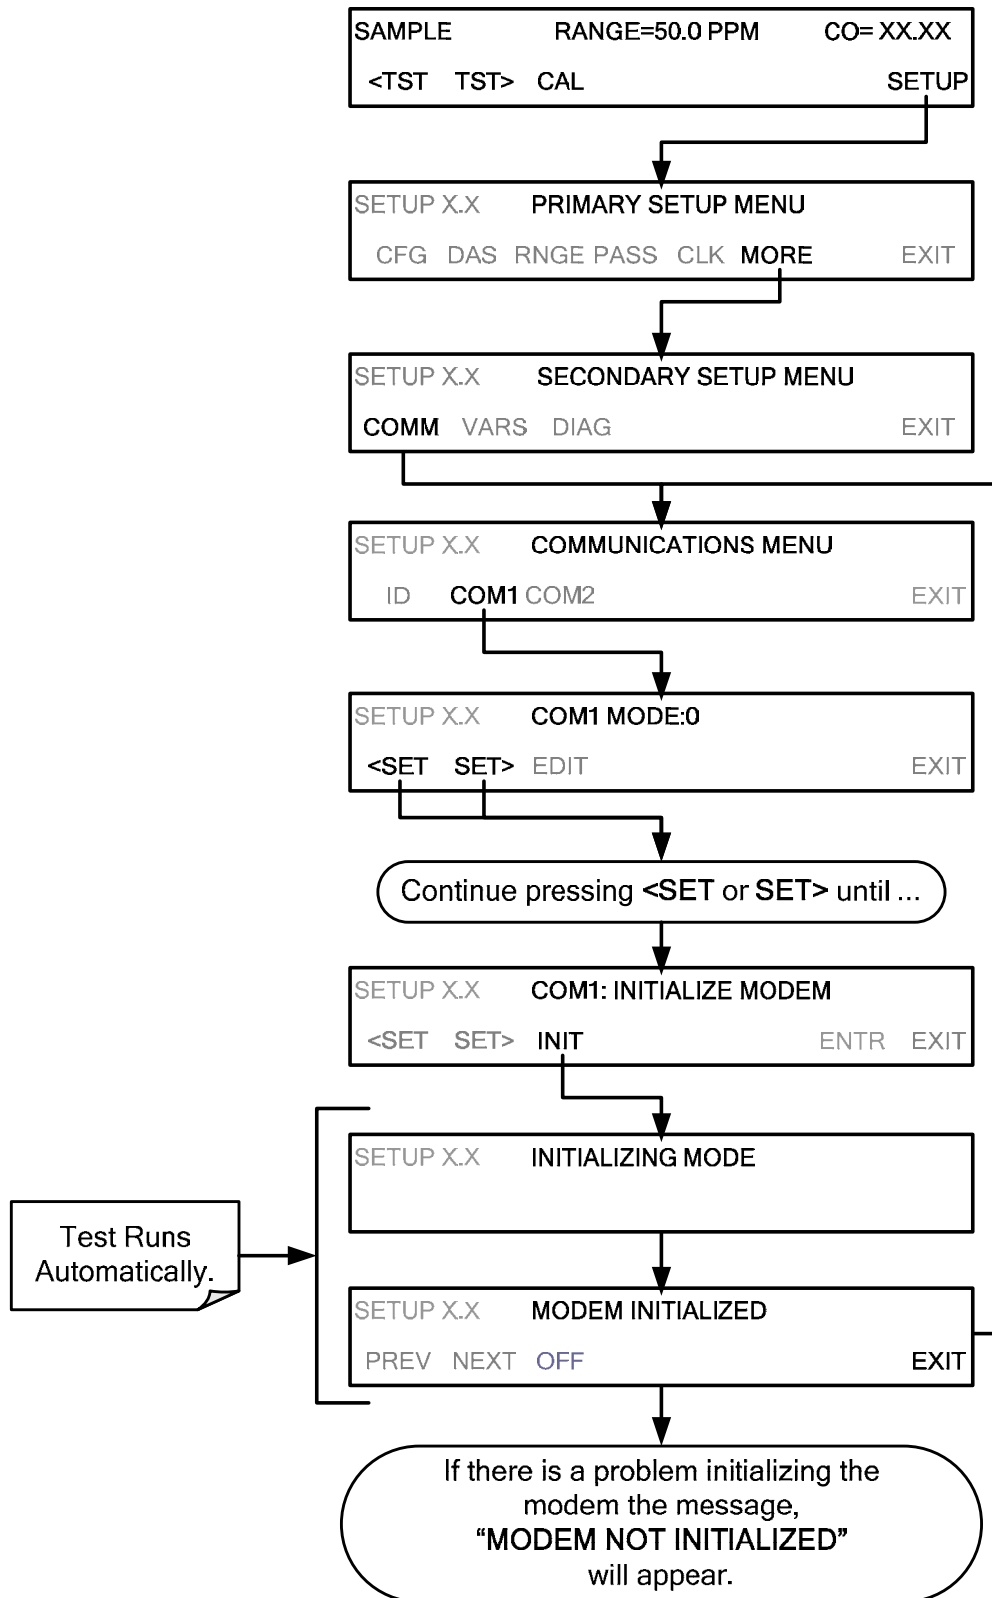 SAMPLE RANGE=50.0 PPM CO= XX.XX
<TST TST> CAL SETUP
SETUP X.X PRIMARY SETUP MENU
CFG DAS RNGE PASS CLK MORE EXIT
SETUP X.X SECONDARY SETUP MENU
COMM VARS DIAG EXIT
SETUP X.X COMMUNICATIONS MENU
ID COM1 COM2 EXIT
SETUP X.X COM1 MODE:0
<SET SET> EDIT EXIT
Continue pressing <SET or SET> until ...
SETUP X.X COM1: INITIALIZE MODEM
<SET SET> INIT ENTR EXIT
SETUP X.X INITIALIZING MODE
Test Runs
Automatically.
SETUP X.X MODEM INITIALIZED
PREV NEXT OFF EXIT
If there is a problem initializing the
modem the message,
“MODEM NOT INITIALIZED”
will appear.